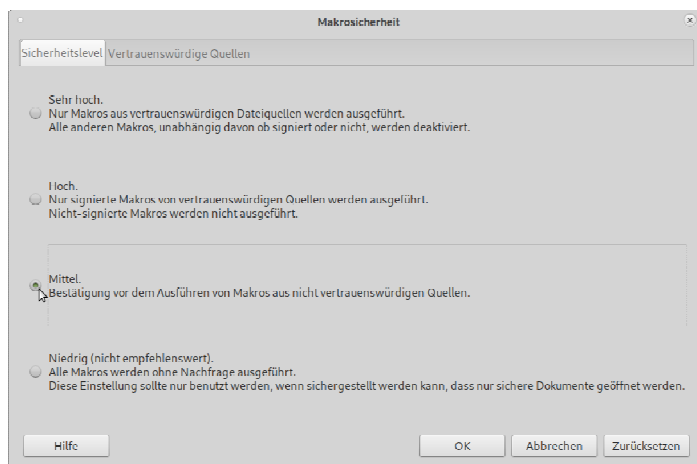 Makrosicherheit
Sicherheitslevel Vertrauenswürdige Quellen
Sehr hoch.
Nur Makros aus vertrauenswürdigen Dateiquellen werden ausgeführt.
Alle anderen Makros, unabhängig davon ob signiert oder nicht, werden deaktiviert.
Hoch.
Nur signierte Makros von vertrauenswürdigen Quellen werden ausgeführt.
Nicht-signierte Makros werden nicht ausgeführt.
Mittel.
Bestätigung vor dem Ausführen von Makros aus nicht vertrauenswürdigen Quellen.
Niedrig (nicht empfehlenswert).
Alle Makros werden ohne Nachfrage ausgeführt.
Diese Einstellung sollte nur benutzt werden, wenn sichergestellt werden kann, dass nur sichere Dokumente geöffnet werden.
Hilfe OK Abbrechen Zurücksetzen